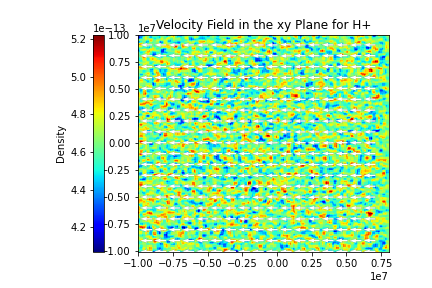 1e−13
1e7
Velocity Field in the xy Plane for H+
5.2
5.0
4.8
4.6
4.4
4.2
Density
1.00
0.75
0.50
0.25
0.00
−0.25
−0.50
−0.75
−1.00
−1.00 −0.75 −0.50 −0.25 0.00 0.25 0.50 0.75
1e7